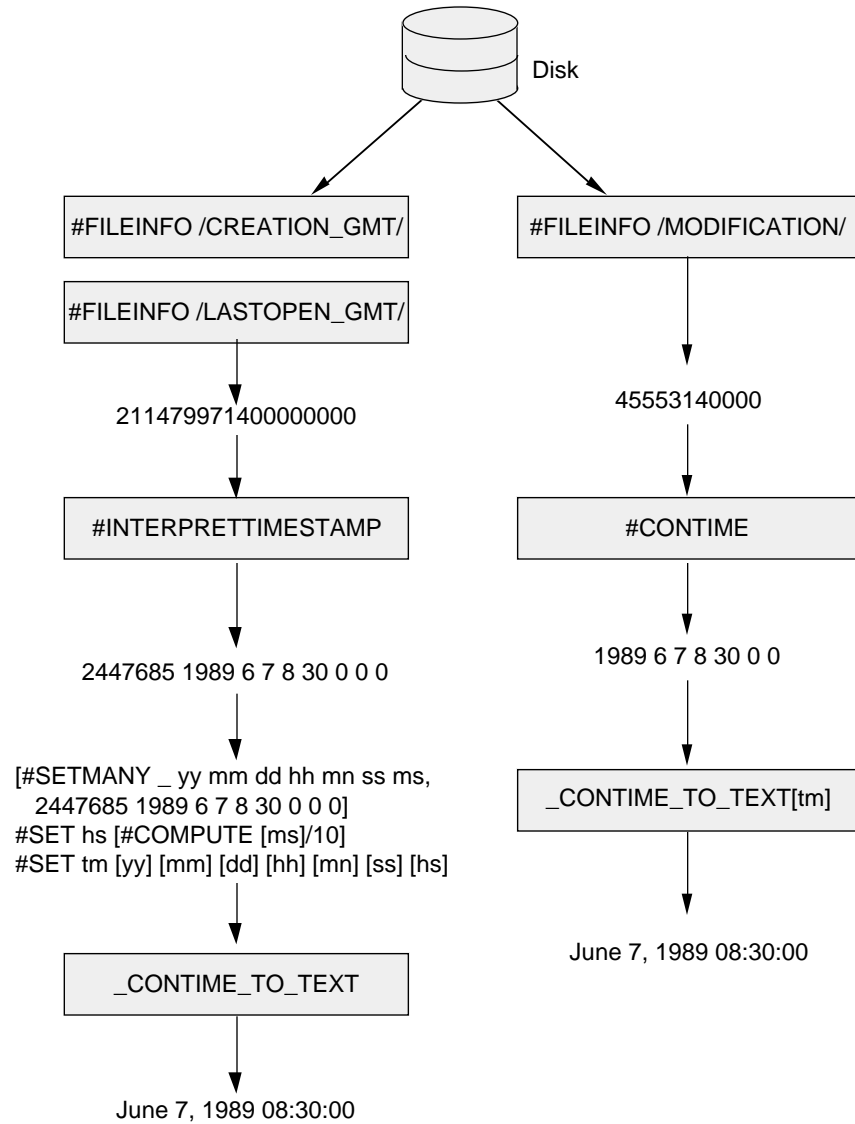 Disk
#FILEINFO /CREATION_GMT/
#FILEINFO /LASTOPEN_GMT/
211479971400000000
#INTERPRETTIMESTAMP
2447685 1989 6 7 8 30 0 0 0
[#SETMANY _ yy mm dd hh mn ss ms,
2447685 1989 6 7 8 30 0 0 0]
#SET hs [#COMPUTE [ms]/10]
#SET tm [yy] [mm] [dd] [hh] [mn] [ss] [hs]
_CONTIME_TO_TEXT
June 7, 1989 08:30:00
#FILEINFO /MODIFICATION/
45553140000
#CONTIME
1989 6 7 8 30 0 0
_CONTIME_TO_TEXT[tm]
June 7, 1989 08:30:00